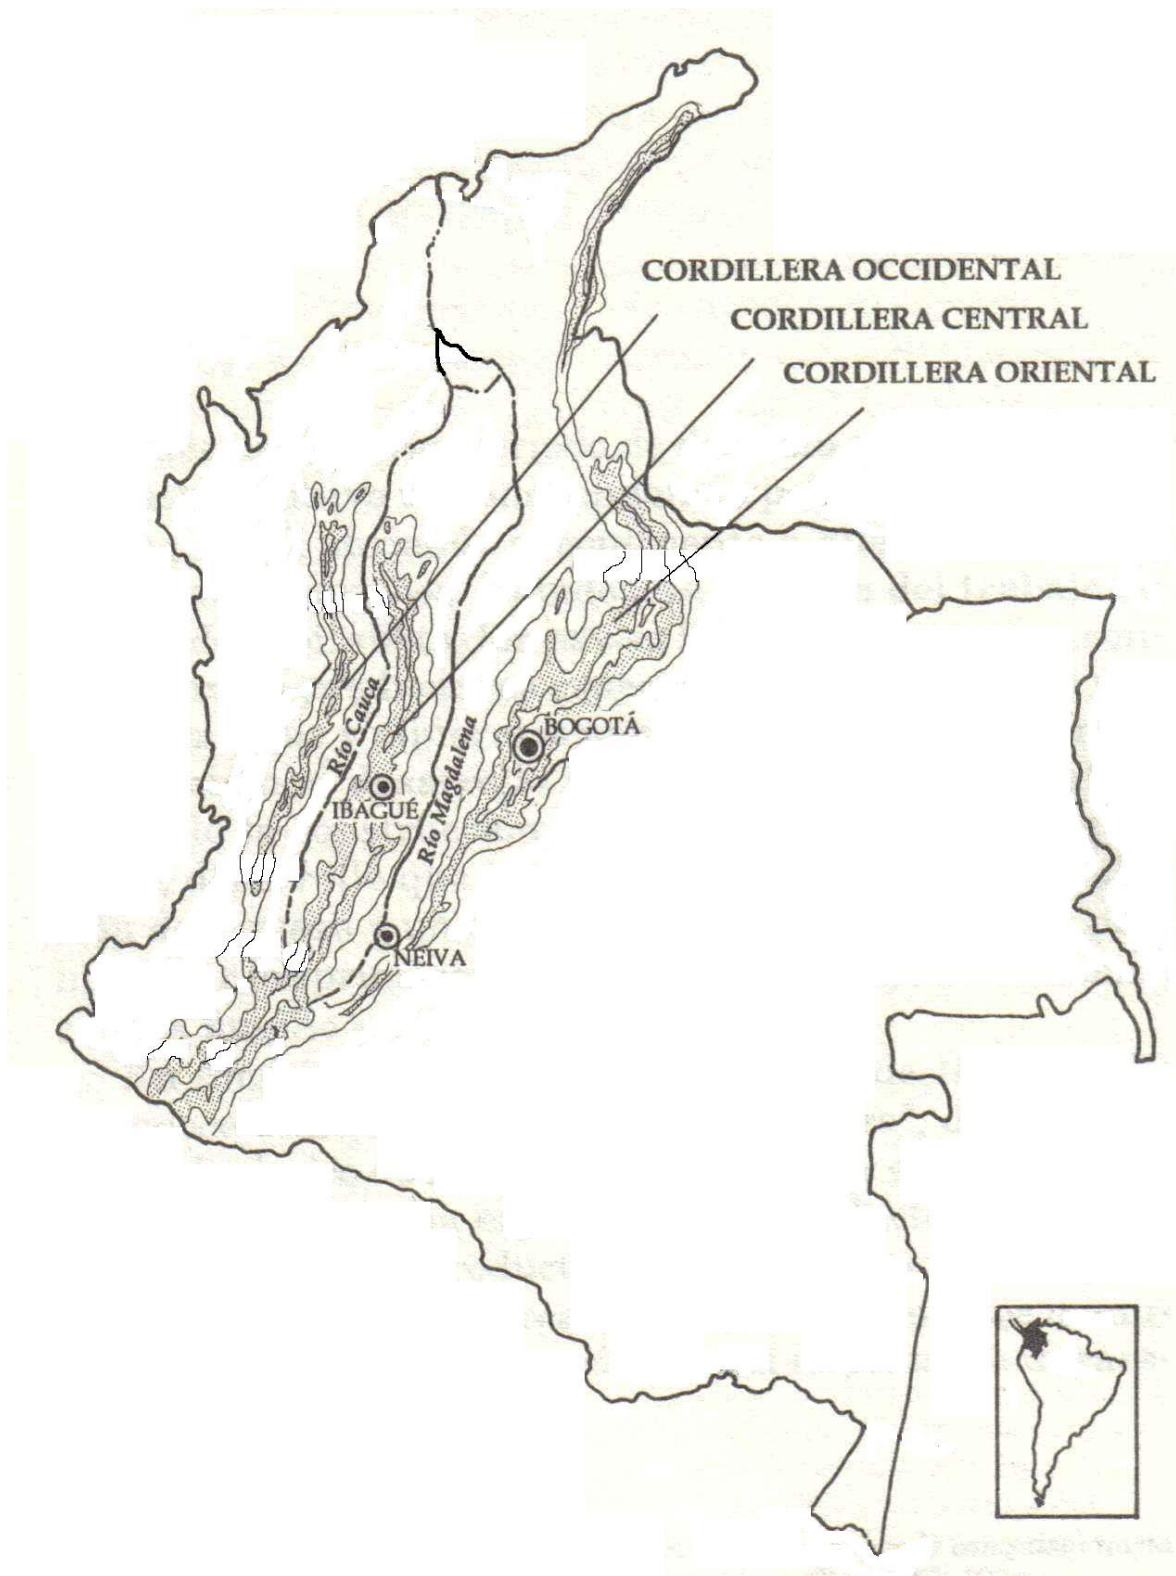 CORDILLERA OCCIDENTAL
CORDILLERA CENTRAL
CORDILLERA ORIENTAL
Río Cauca
Río Magdalena
BOGOTÁ
IBAGUÉ
NEIVA